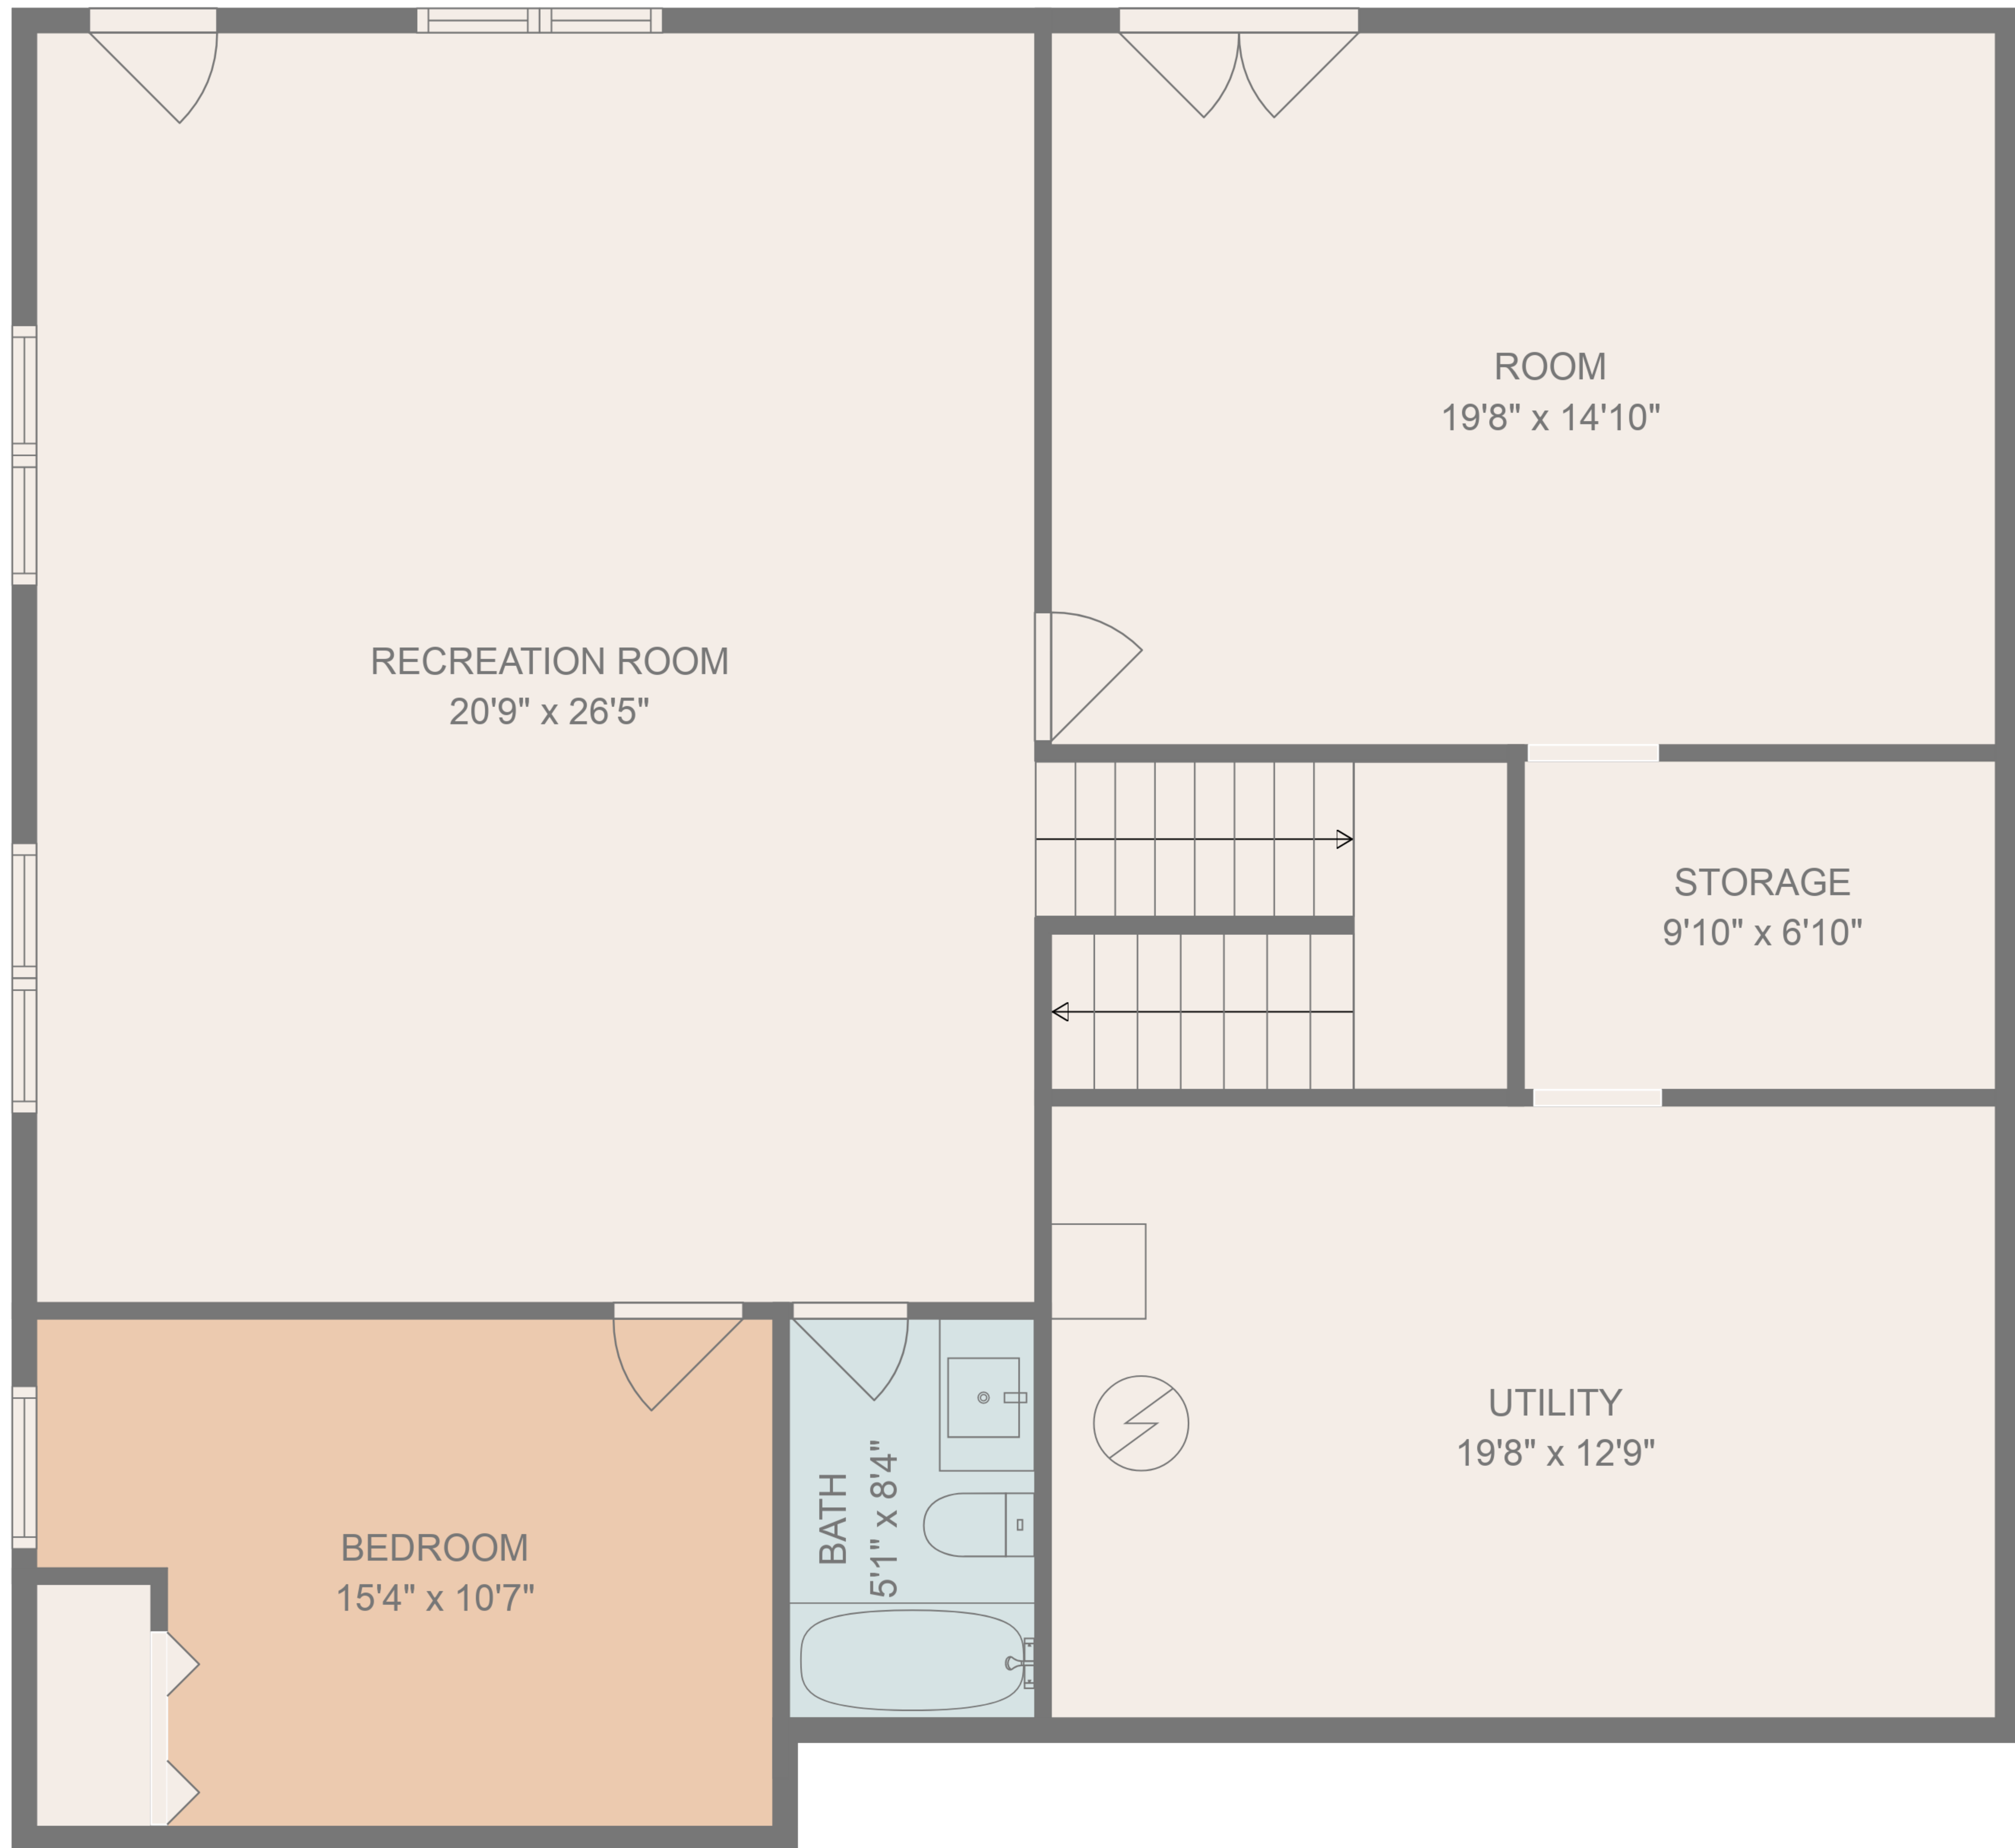 ROOM
19'8" x 14'10"
RECREATION ROOM
20'9" x 26'5"
STORAGE
9'10" x 6'10"
UTILITY
19'8" x 12'9"
BATH
5'1" x 8'4"
BEDROOM
15'4" x 10'7"